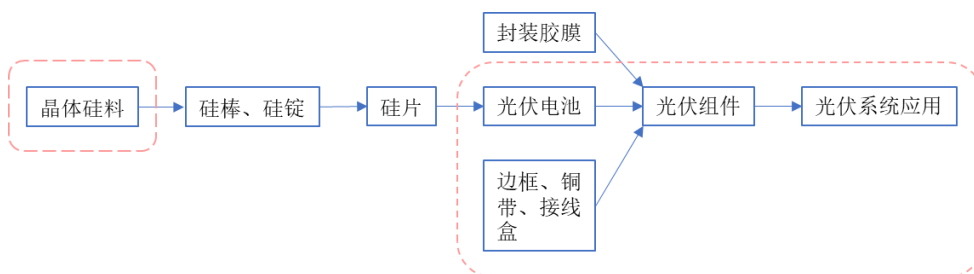 封装胶膜
晶体硅料
硅棒、硅锭
硅片
光伏电池
光伏组件
光伏系统应用
边框、铜
带、接线
盒